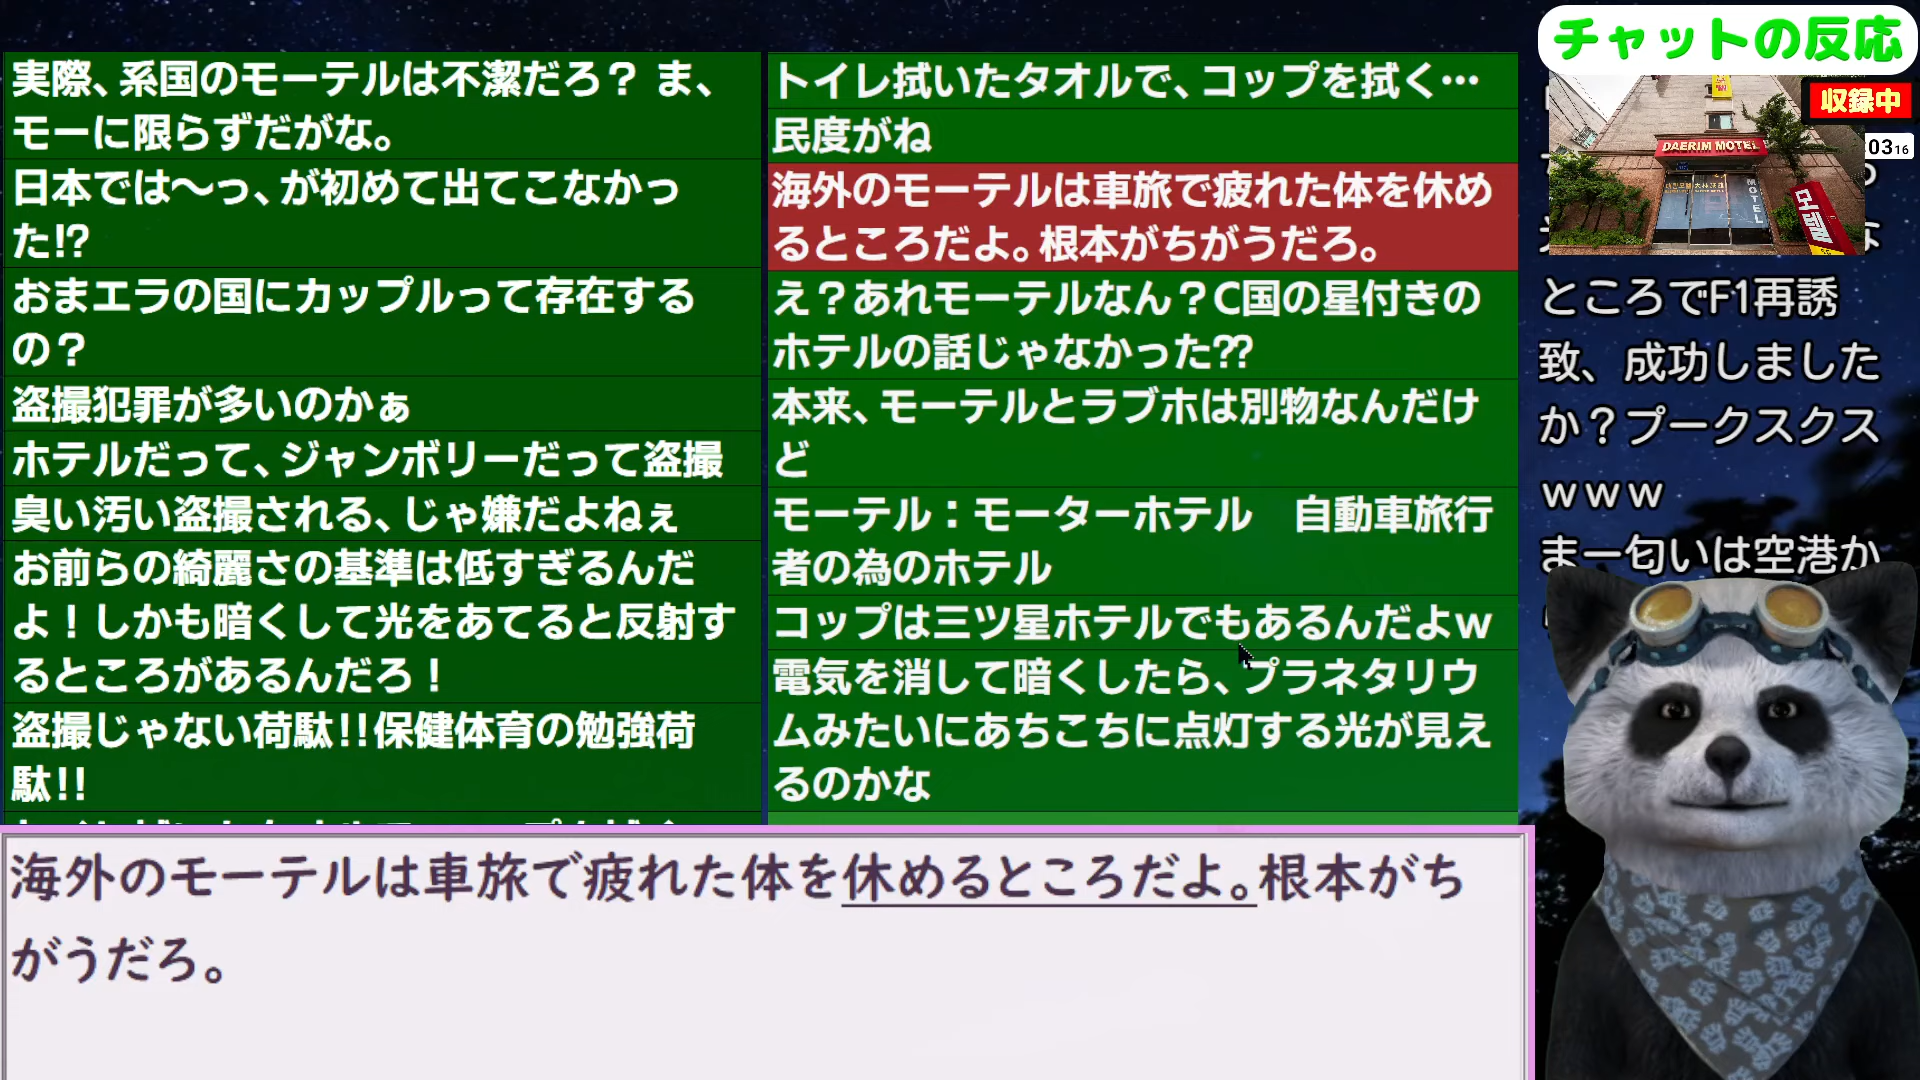 実際、系国のモーテルは不潔だろ？ ま、
モーに限らずだがな。
日本では～っ、が初めて出てこなかっ
た!?
おまエラの国にカップルって存在する
の？
盗撮犯罪が多いのかぁ
ホテルだって、ジャンボリーだって盗撮
臭い汚い盗撮される、じゃ嫌だよねぇ
お前らの綺麗さの基準は低すぎるんだ
よ！しかも暗くして光をあてると反射す
るところがあるんだろ！
盗撮じゃない荷駄!!保健体育の勉強荷
駄!!
トイレ拭いたタオルで、コップを拭く…
民度がね
海外のモーテルは車旅で疲れた体を休め
るところだよ。根本がちがうだろ。
え？あれモーテルなん？C国の星付きの
ホテルの話じゃなかった??
本来、モーテルとラブホは別物なんだけ
ど
モーテル：モーターホテル　自動車旅行
者の為のホテル
コップは三ツ星ホテルでもあるんだよw
電気を消して暗くしたら、プラネタリウ
ムみたいにあちこちに点灯する光が見え
るのかな
チャットの反応
収録中
03 16
DAERIM MOTEL
MOTEL
모텔
ところでF1再誘
致、成功しました
か？プークスクス
www
まー匂いは空港か
海外のモーテルは車旅で疲れた体を休めるところだよ。根本がち
がうだろ。